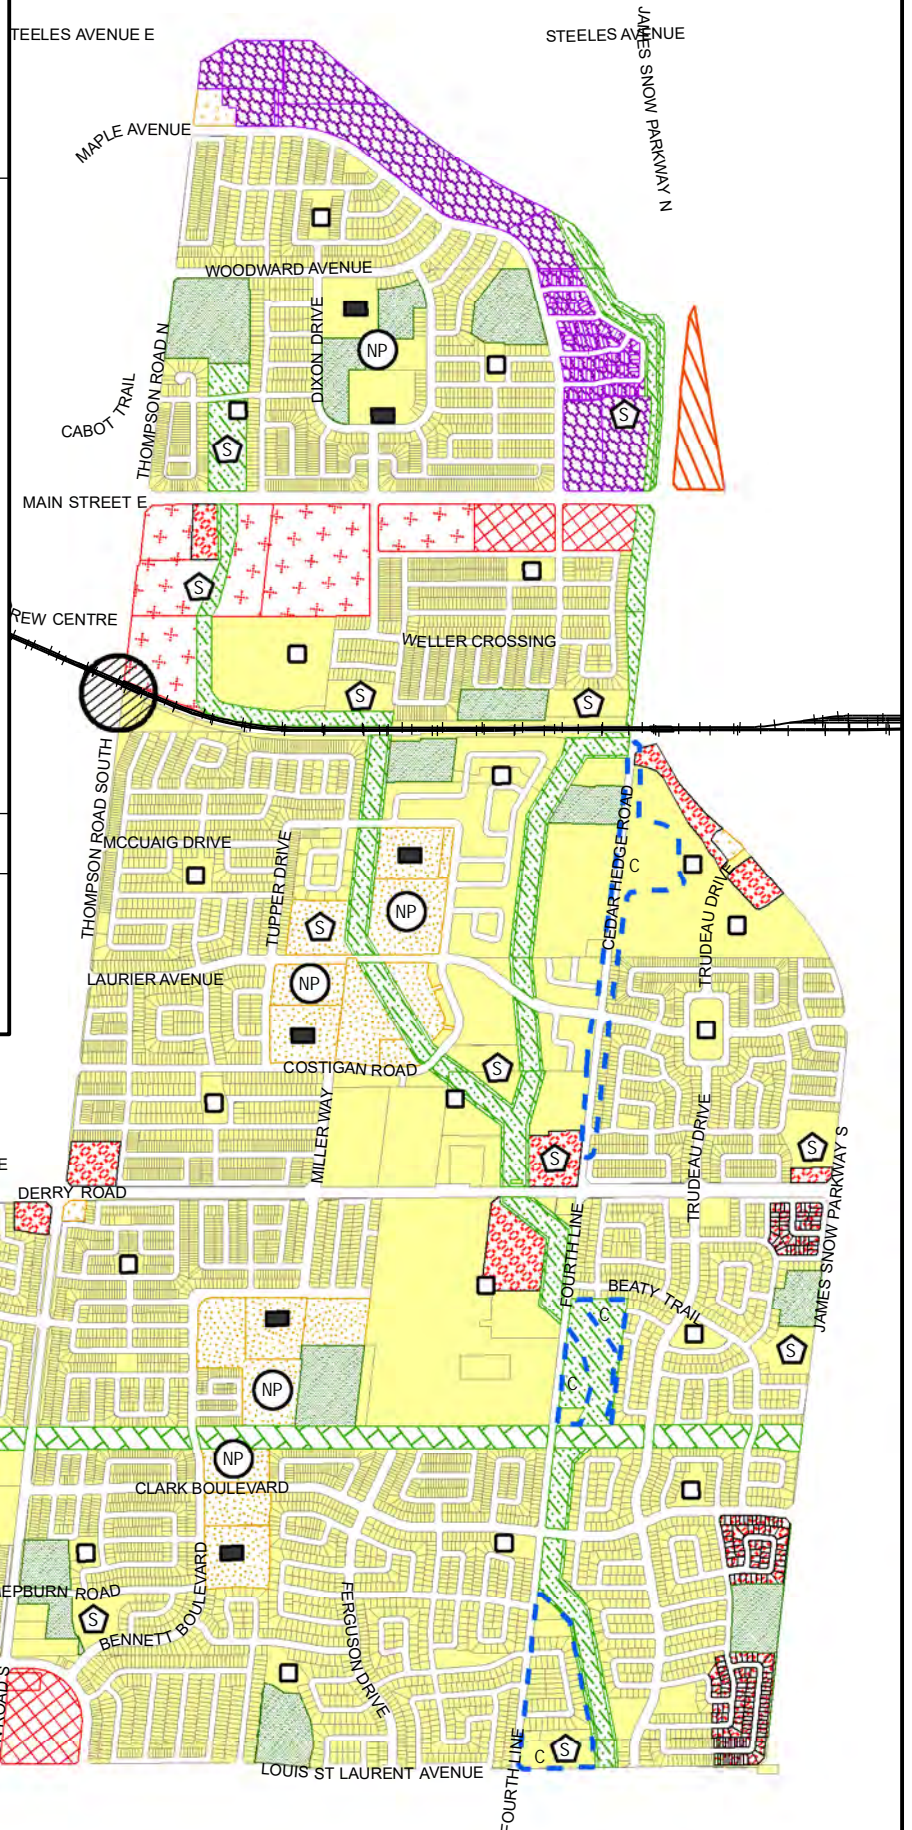 TEELES AVENUE E
STEELES AVENUE
JAMES SNOW PARKWAY N
MAPLE AVENUE
WOODWARD AVENUE
DIXON DRIVE
NP
THOMPSON ROAD N
CABOT TRAIL
S
S
MAIN STREET E
S
REW CENTRE
WELLER CROSSING
S
S
THOMPSON ROAD SOUTH
MCCUAIG DRIVE
TUPPER DRIVE
CEDAR HEDGE ROAD
C
TRUDEAU DRIVE
NP
S
LAURIER AVENUE
NP
COSTIGAN ROAD
S
MILLER WAY
TRUDEAU DRIVE
S
S
E
DERRY ROAD
JAMES SNOW PARKWAY S
FOURTH LINE
BEATY TRAIL
C
S
C
NP
NP
CLARK BOULEVARD
EPBURN ROAD
S
BENNETT BOULEVARD
FERGUSON DRIVE
ROAD S
FOURTH LINE
C
S
LOUIS ST LAURENT AVENUE